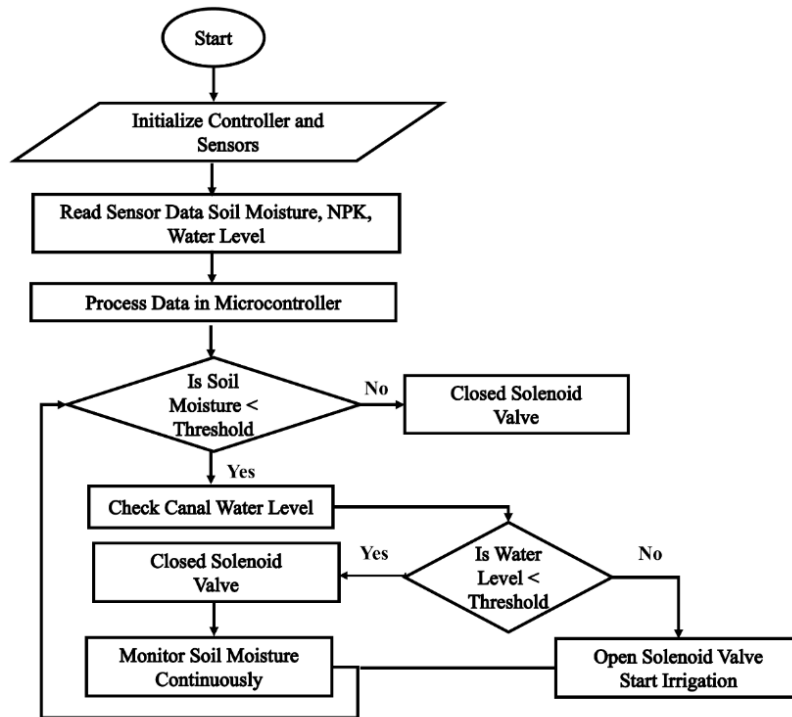 Start
Initialize Controller and
Sensors
Read Sensor Data Soil Moisture, NPK,
Water Level
Process Data in Microcontroller
Is Soil
Moisture <
Threshold
No
Closed Solenoid
Valve
Yes
Check Canal Water Level
Is Water
Level <
Threshold
Yes
No
Closed Solenoid
Valve
Monitor Soil Moisture
Continuously
Open Solenoid Valve
Start Irrigation